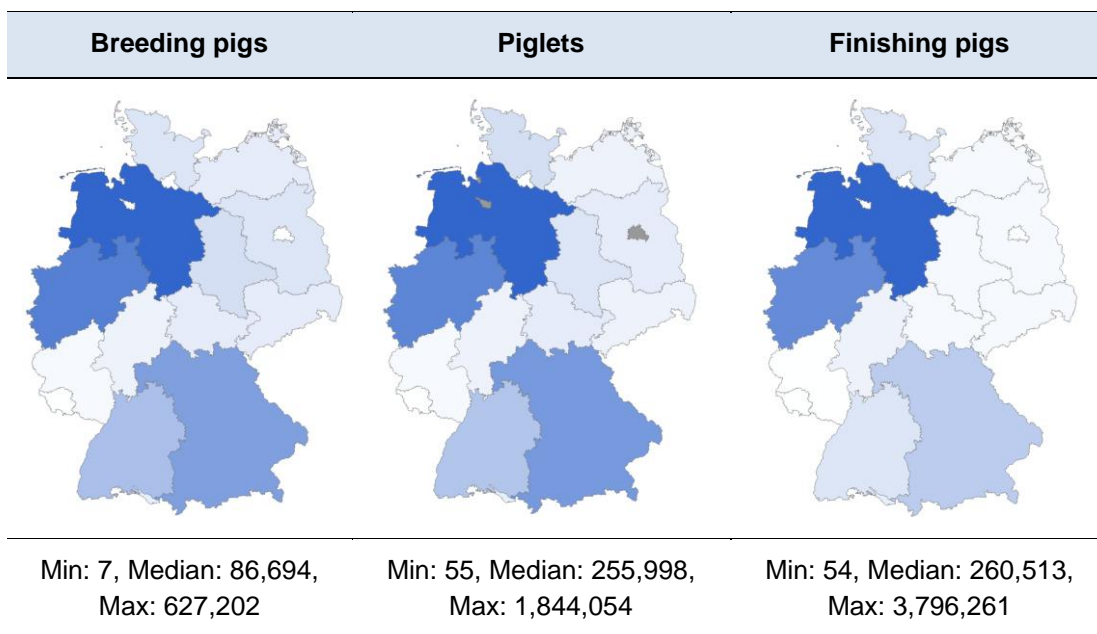 Breeding pigs
Piglets
Finishing pigs
Min: 7, Median: 86,694,
Max: 627,202
Min: 55, Median: 255,998,
Max: 1,844,054
Min: 54, Median: 260,513,
Max: 3,796,261